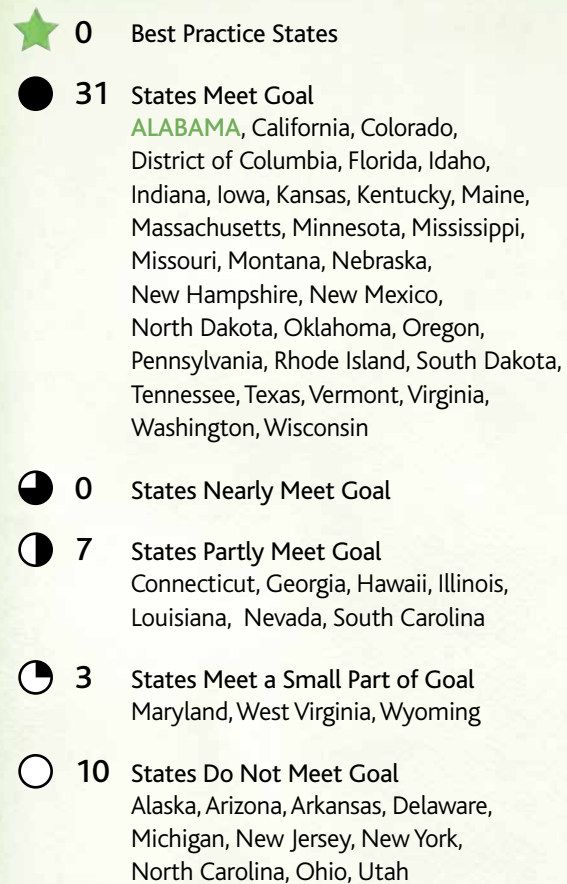 0 Best Practice States
31 States Meet Goal
ALABAMA, California, Colorado,
District of Columbia, Florida, Idaho,
Indiana, Iowa, Kansas, Kentucky, Maine,
Massachusetts, Minnesota, Mississippi,
Missouri, Montana, Nebraska,
New Hampshire, New Mexico,
North Dakota, Oklahoma, Oregon,
Pennsylvania, Rhode Island, South Dakota,
Tennessee, Texas, Vermont, Virginia,
Washington, Wisconsin
0 States Nearly Meet Goal
7 States Partly Meet Goal
Connecticut, Georgia, Hawaii, Illinois,
Louisiana, Nevada, South Carolina
3 States Meet a Small Part of Goal
Maryland, West Virginia, Wyoming
10 States Do Not Meet Goal
Alaska, Arizona, Arkansas, Delaware,
Michigan, New Jersey, New York,
North Carolina, Ohio, Utah